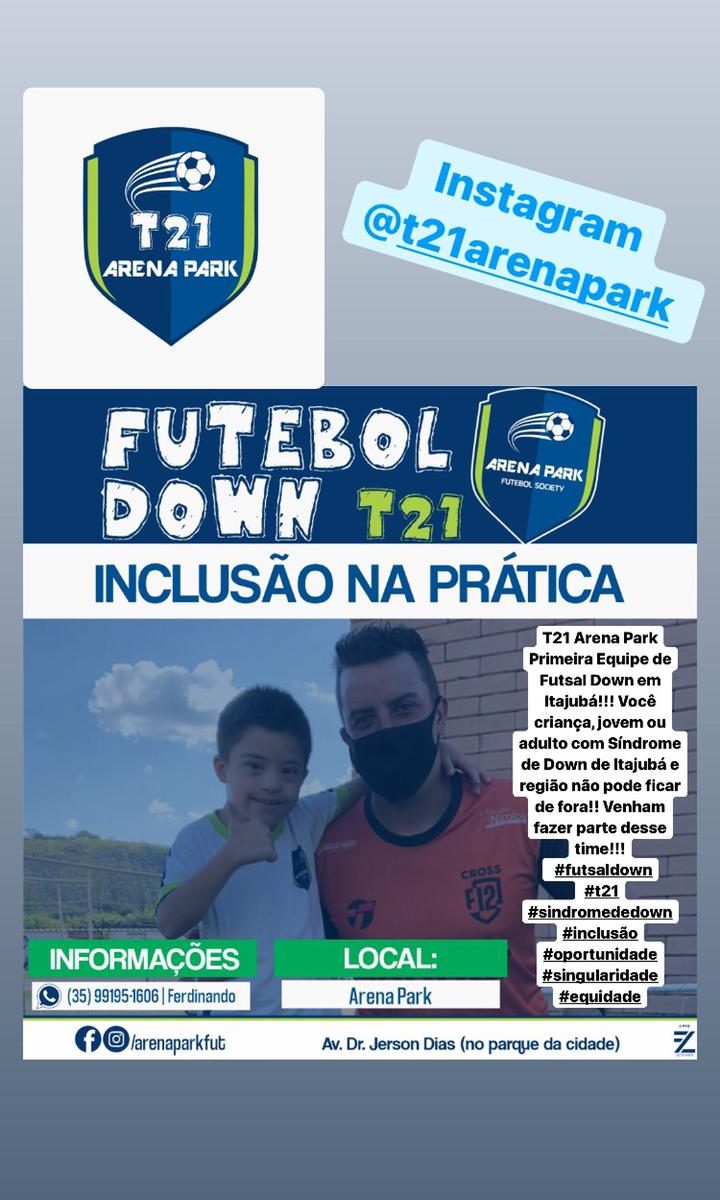 T21
ARENA PARK
Instagram
@t21arenapark
FUTEBOL
DOWN T21
ARENA PARK
FUTEBOL SOCIETY
INCLUSÃO NA PRÁTICA
T21 Arena Park
Primeira Equipe de
Futsal Down em
Itajubá!!! Você
criança, jovem ou
adulto com Síndrome
de Down de Itajubá e
região não pode ficar
de fora!! Venham
fazer parte desse
time!!!
#futsaldown
#t21
#sindromededown
#inclusão
#oportunidade
#singularidade
#equidade
CROSS
F12
INFORMAÇÕES
(35) 99195-1606 | Ferdinando
LOCAL:
Arena Park
/arenaparkfut
Av. Dr. Jerson Dias (no parque da cidade)